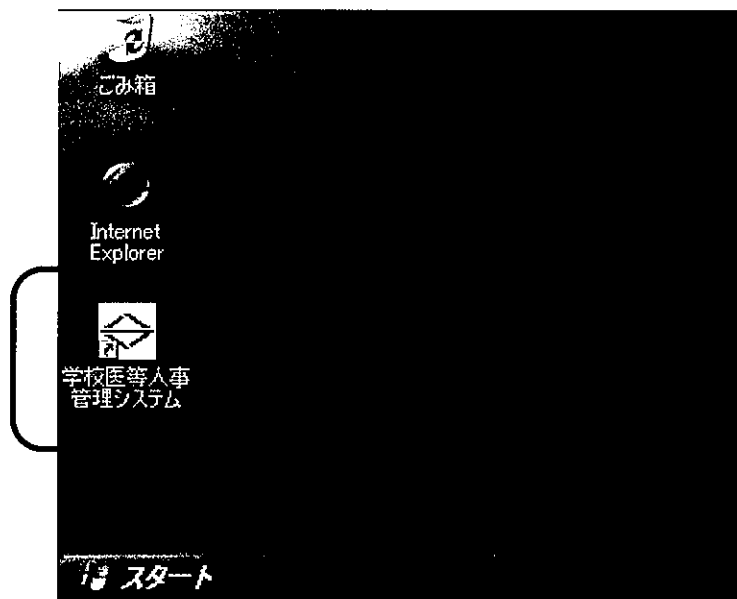 ごみ箱
Internet
Explorer
学校医等人事
管理システム
スタート